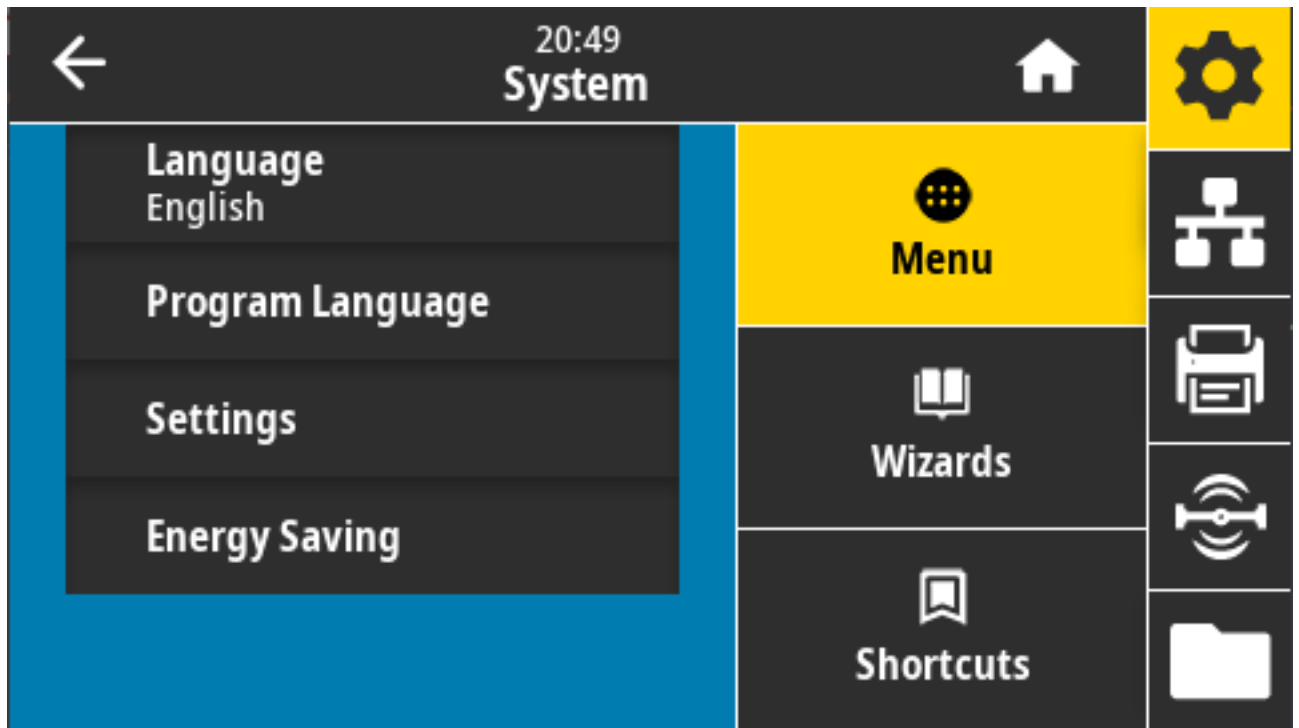 20:49
System
Language
English
Program Language
Settings
Energy Saving
Menu
Wizards
Shortcuts